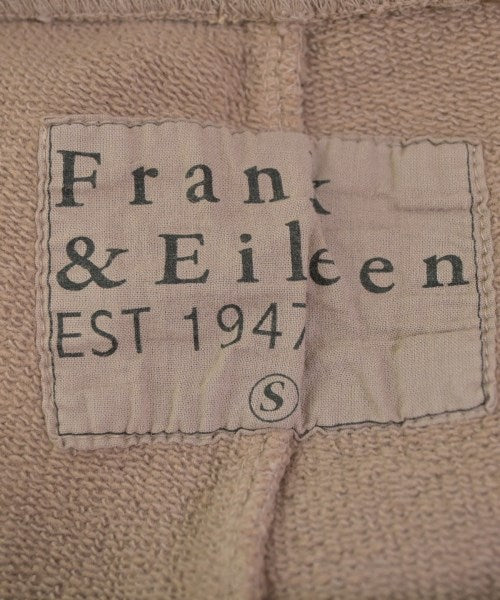 Frank
& Eileen
EST 1947
S